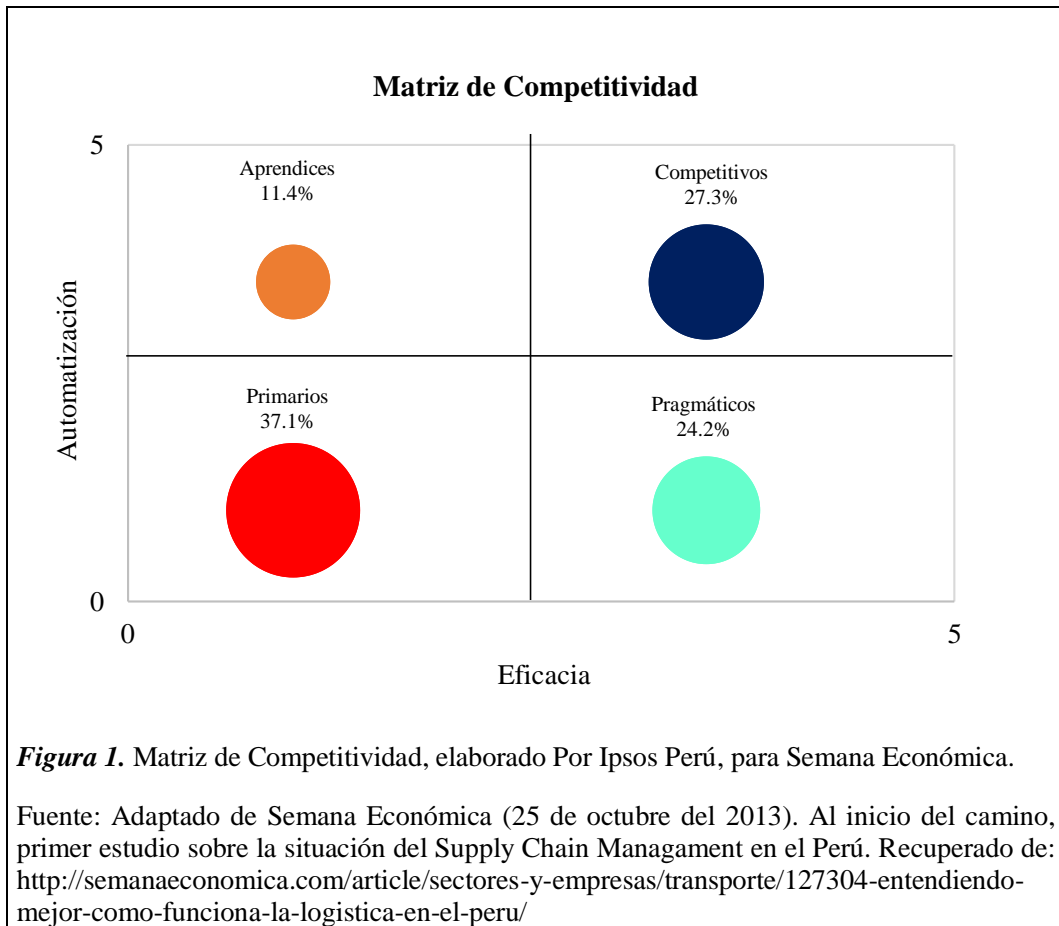 Matriz de Competitividad
5
Aprendices
11.4%
Competitivos
27.3%
Automatización
Primarios
37.1%
Pragmáticos
24.2%
0
0
5
Eficacia
Figura 1. Matriz de Competitividad, elaborado Por Ipsos Perú, para Semana Económica.
Fuente: Adaptado de Semana Económica (25 de octubre del 2013). Al inicio del camino,
primer estudio sobre la situación del Supply Chain Managament en el Perú. Recuperado de:
http://semanaeconomica.com/article/sectores-y-empresas/transporte/127304-entendiendo-
mejor-como-funciona-la-logistica-en-el-peru/